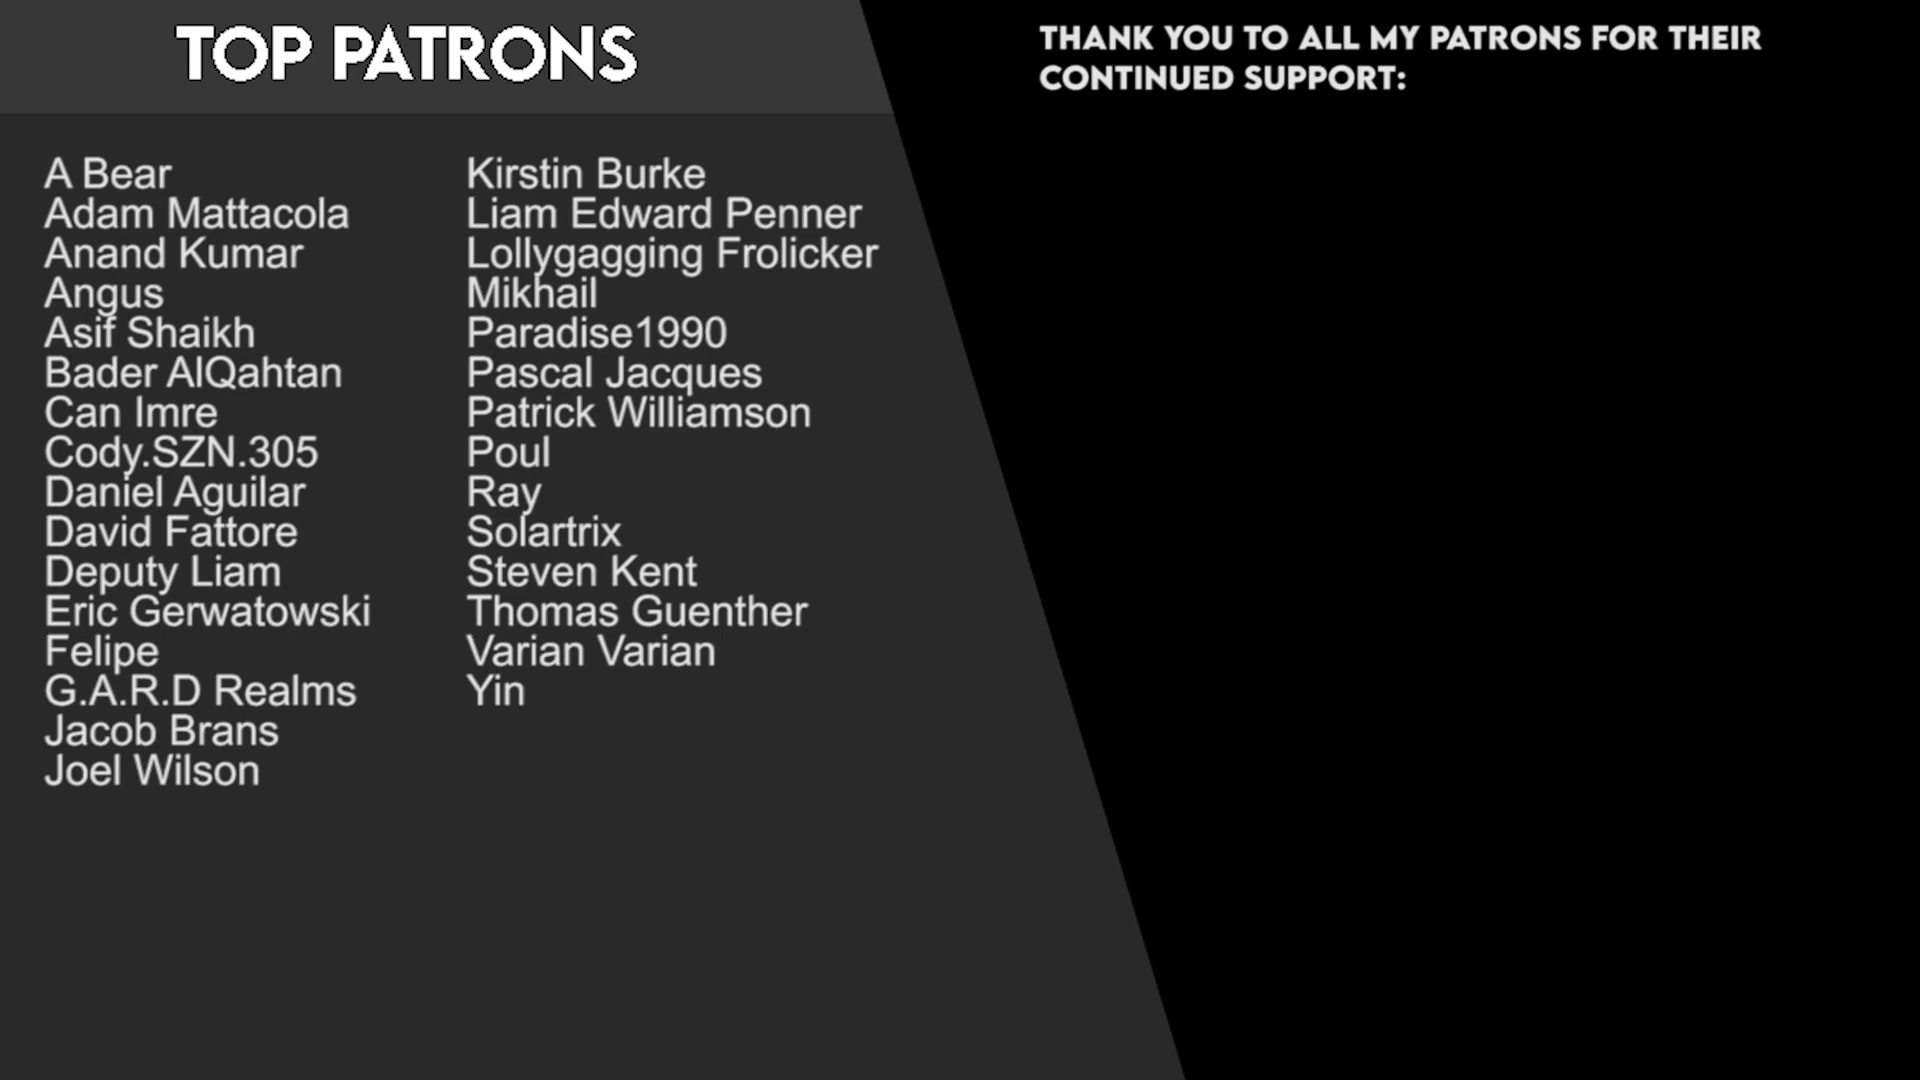 TOP PATRONS
A Bear
Adam Mattacola
Anand Kumar
Angus
Asif Shaikh
Bader AlQahtan
Can Imre
Cody.SZN.305
Daniel Aguilar
David Fattore
Deputy Liam
Eric Gerwatowski
Felipe
G.A.R.D Realms
Jacob Brans
Joel Wilson
Kirstin Burke
Liam Edward Penner
Lollygagging Frolicker
Mikhail
Paradise1990
Pascal Jacques
Patrick Williamson
Poul
Ray
Solartrix
Steven Kent
Thomas Guenther
Varian Varian
Yin
THANK YOU TO ALL MY PATRONS FOR THEIR
CONTINUED SUPPORT: